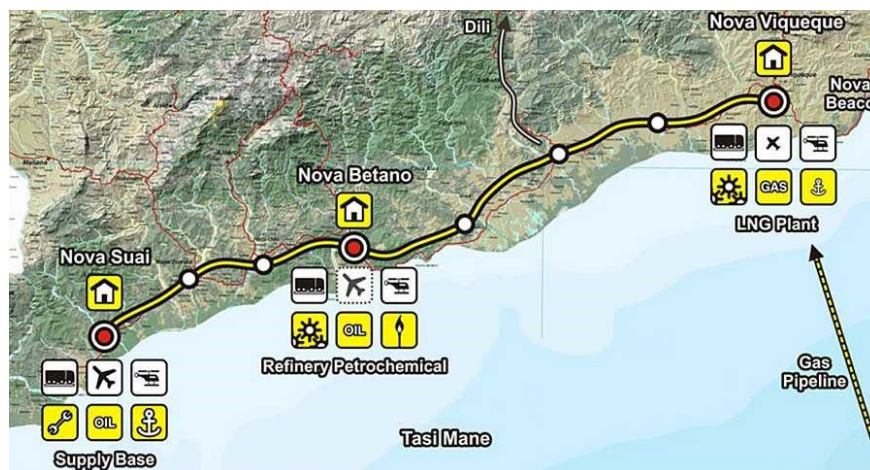 Dili
Nova Viqueque
Nova
Beaco
GAS
LNG Plant
Nova Betano
OIL
Refinery Petrochemical
Nova Suai
OIL
Supply Base
Gas
Pipeline
Tasi Mane